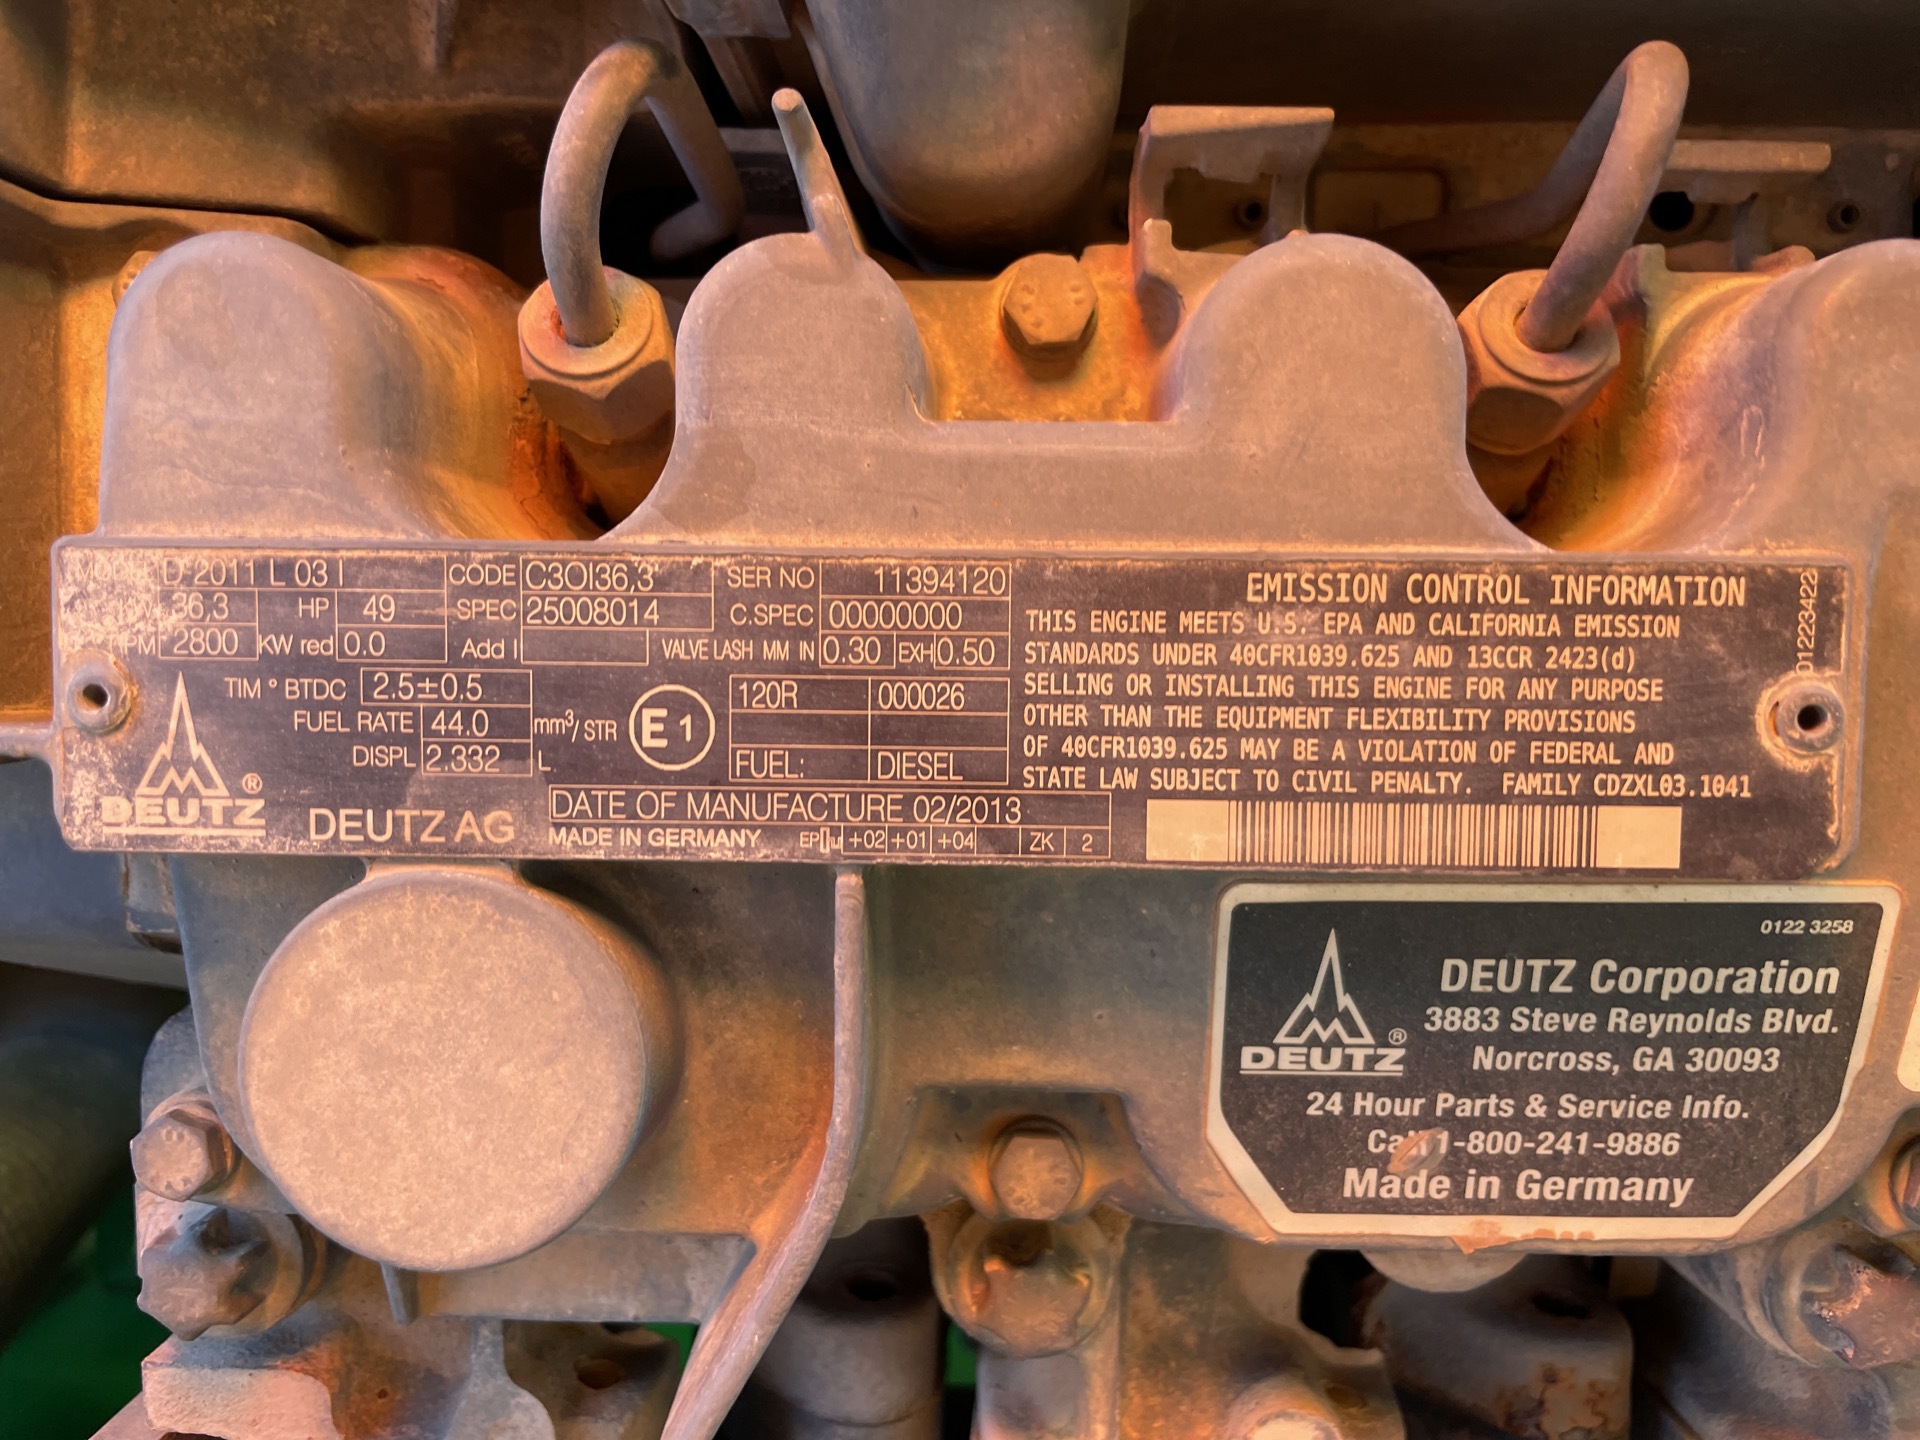 MODEL D 2011 L 03 I CODE C3OI36,3 SER NO 11394120
KW 36,3 HP 49 SPEC 25008014 C.SPEC 00000000
RPM 2800 KW red 0.0 Add I VALVE LASH MM IN 0.30 EXH 0.50
TIM ° BTDC 2.5±0.5
FUEL RATE 44.0 mm³/STR
DISPL 2.332 L
E1
120R 000026
FUEL: DIESEL
DEUTZ ®
DEUTZ AG
DATE OF MANUFACTURE 02/2013
MADE IN GERMANY +02 +01 +04 ZK 2
EMISSION CONTROL INFORMATION
THIS ENGINE MEETS U.S. EPA AND CALIFORNIA EMISSION
STANDARDS UNDER 40CFR1039.625 AND 13CCR 2423(d)
SELLING OR INSTALLING THIS ENGINE FOR ANY PURPOSE
OTHER THAN THE EQUIPMENT FLEXIBILITY PROVISIONS
OF 40CFR1039.625 MAY BE A VIOLATION OF FEDERAL AND
STATE LAW SUBJECT TO CIVIL PENALTY. FAMILY CDZXL03.1041
01223422
0122 3258
DEUTZ ®
DEUTZ Corporation
3883 Steve Reynolds Blvd.
Norcross, GA 30093
24 Hour Parts & Service Info.
Call 1-800-241-9886
Made in Germany